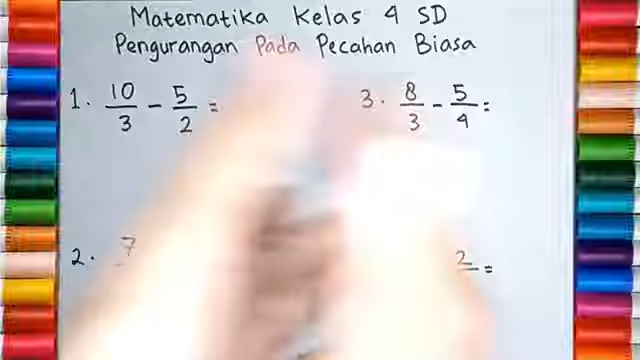 Matematika Kelas 4 SD
Pengurangan Pada Pecahan Biasa
1. 10/3 - 5/2 =
3. 8/3 - 5/4 =
2. 7
2 =